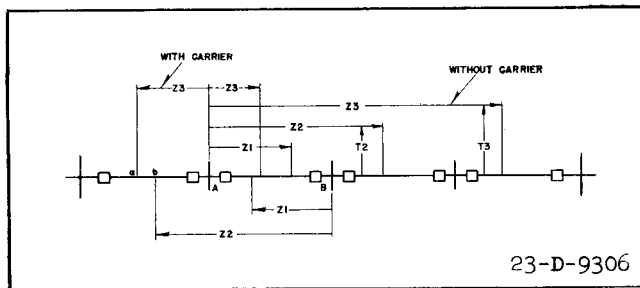 WITH CARRIER
WITHOUT CARRIER
Z3 Z3
Z3
Z2
Z1
T2
T3
a b
A
B
Z1
Z2
23-D-9306